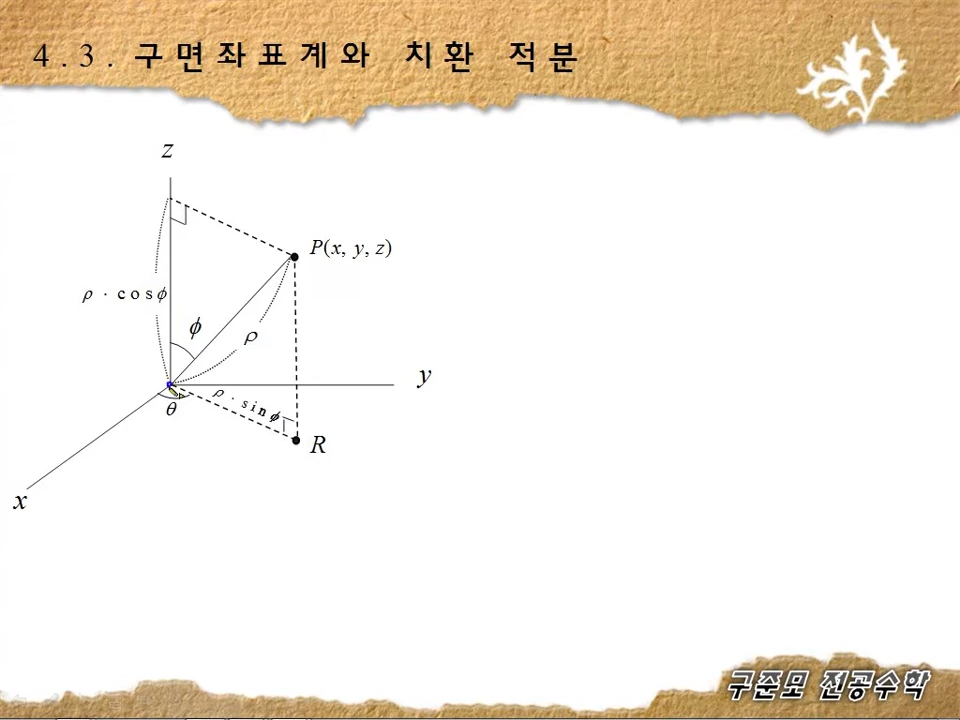 4.3. 구면좌표계와 치환 적분
z
P(x, y, z)
ρ · cosϕ
ϕ
ρ
y
ρ · sinϕ
θ
R
x
구준모 전공수학